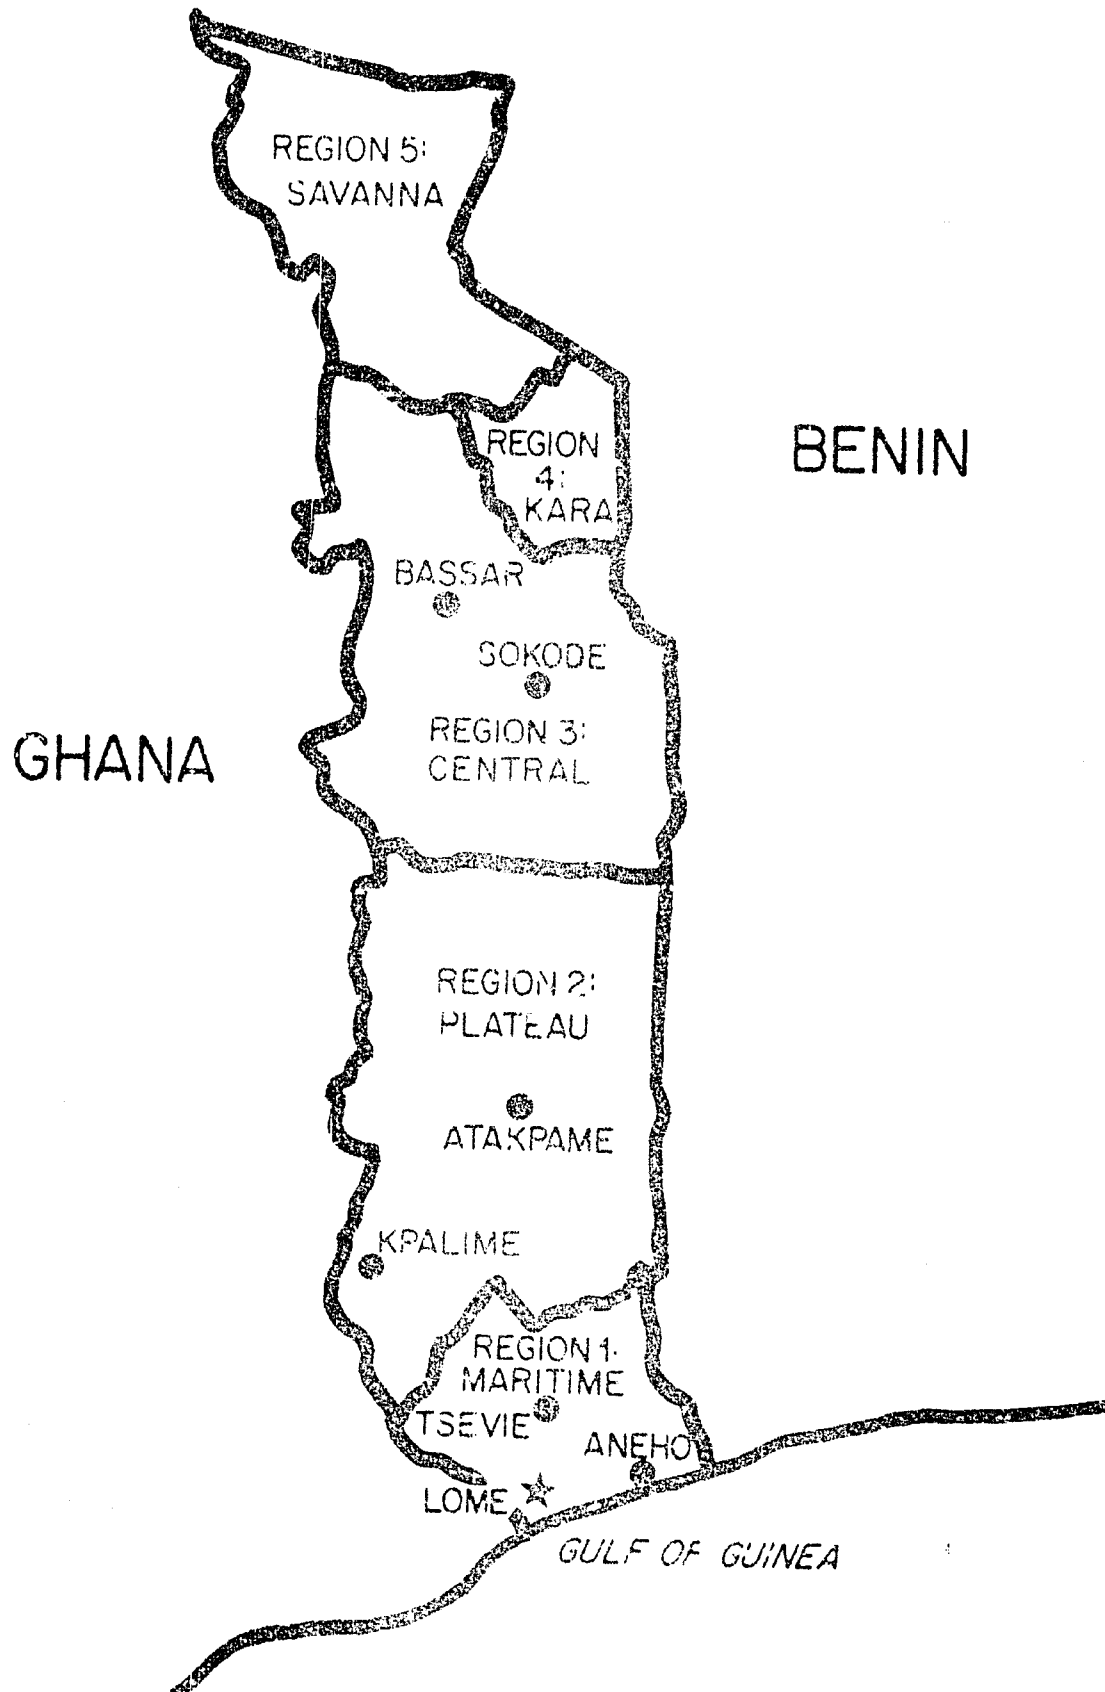 REGION 5:
SAVANNA
REGION
4:
KARA
BENIN
BASSAR
SOKODE
GHANA
REGION 3:
CENTRAL
REGION 2:
PLATEAU
ATAKPAME
KPALIME
REGION 1:
MARITIME
TSEVIE
ANEHO
LOME
GULF OF GUINEA